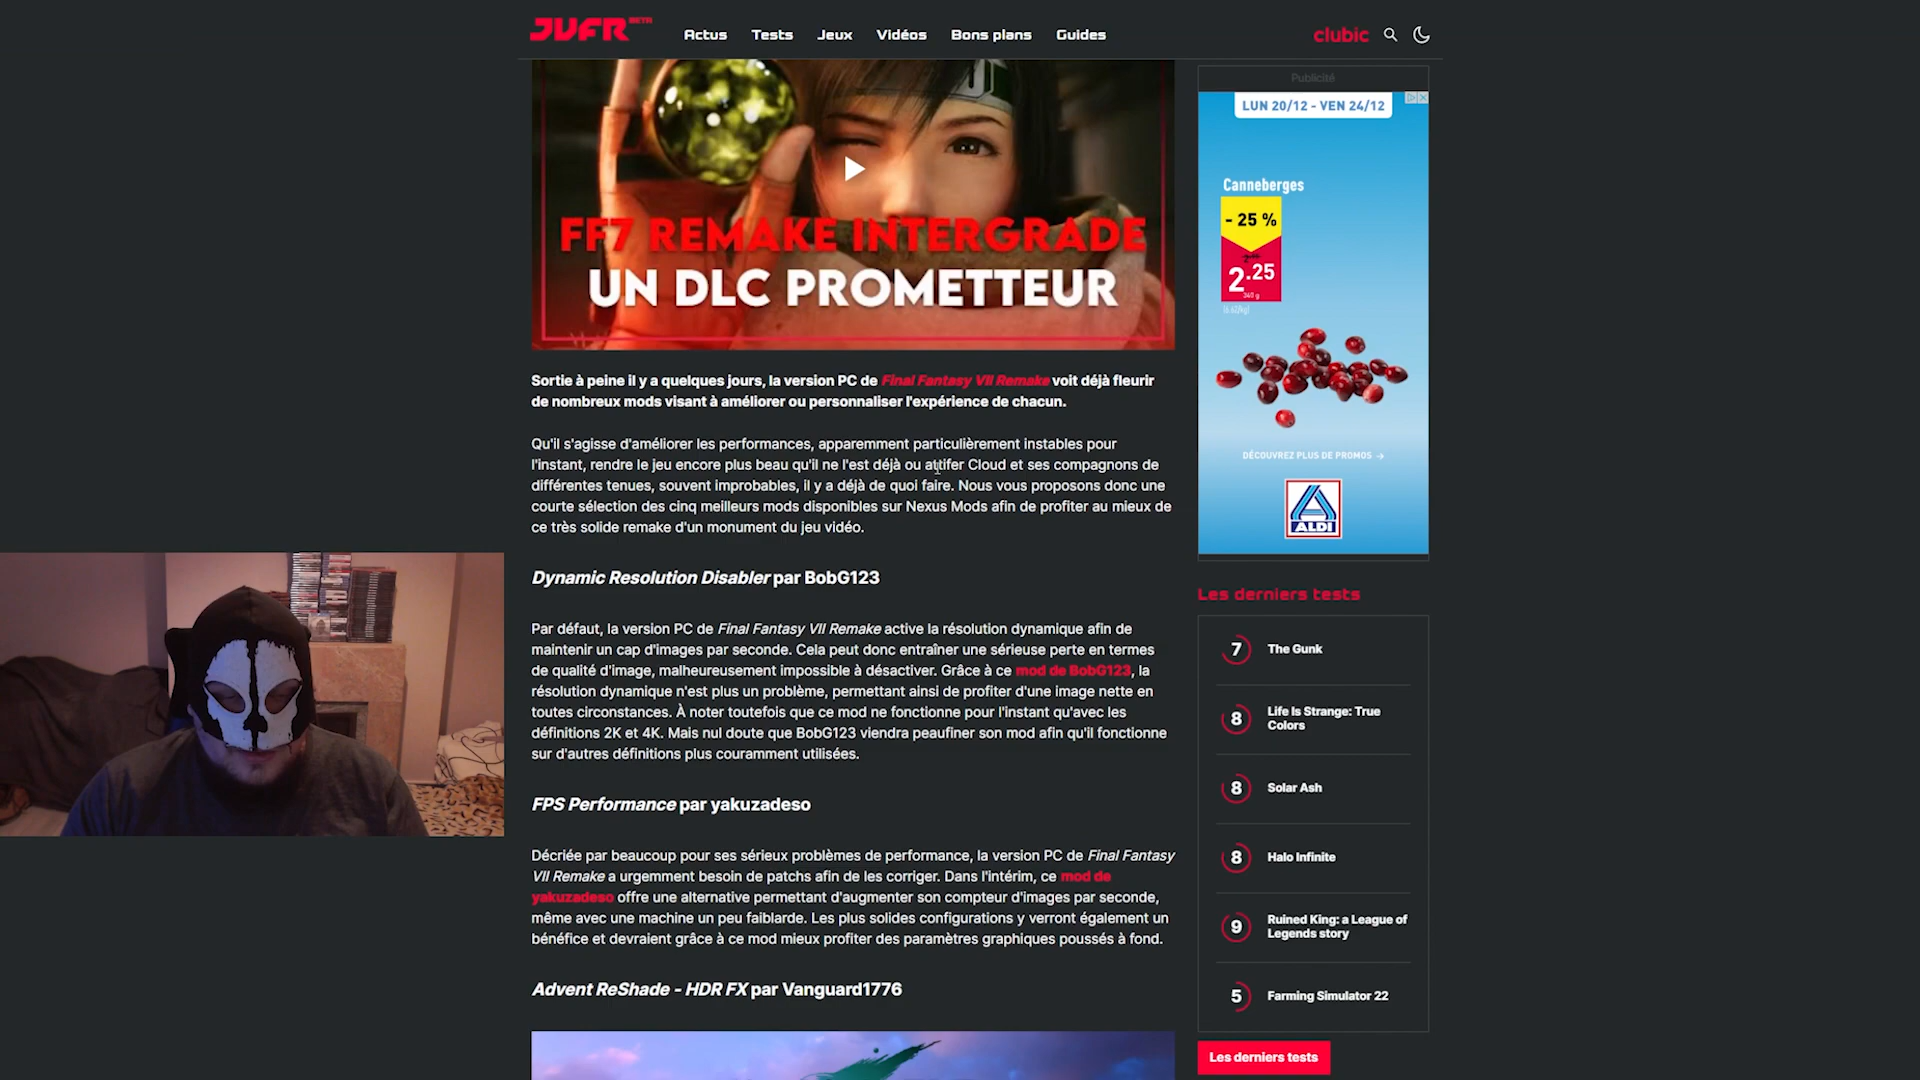 JVFR BETA
Actus Tests Jeux Vidéos Bons plans Guides
clubic
FF7 REMAKE INTERGRADE
UN DLC PROMETTEUR
Sortie à peine il y a quelques jours, la version PC de Final Fantasy VII Remake voit déjà fleurir
de nombreux mods visant à améliorer ou personnaliser l'expérience de chacun.
Qu'il s'agisse d'améliorer les performances, apparemment particulièrement instables pour
l'instant, rendre le jeu encore plus beau qu'il ne l'est déjà ou attifer Cloud et ses compagnons de
différentes tenues, souvent improbables, il y a déjà de quoi faire. Nous vous proposons donc une
courte sélection des cinq meilleurs mods disponibles sur Nexus Mods afin de profiter au mieux de
ce très solide remake d'un monument du jeu vidéo.
Dynamic Resolution Disabler par BobG123
Par défaut, la version PC de Final Fantasy VII Remake active la résolution dynamique afin de
maintenir un cap d'images par seconde. Cela peut donc entraîner une sérieuse perte en termes
de qualité d'image, malheureusement impossible à désactiver. Grâce à ce mod de BobG123, la
résolution dynamique n'est plus un problème, permettant ainsi de profiter d'une image nette en
toutes circonstances. À noter toutefois que ce mod ne fonctionne pour l'instant qu'avec les
définitions 2K et 4K. Mais nul doute que BobG123 viendra peaufiner son mod afin qu'il fonctionne
sur d'autres définitions plus couramment utilisées.
FPS Performance par yakuzadeso
Décriée par beaucoup pour ses sérieux problèmes de performance, la version PC de Final Fantasy
VII Remake a urgemment besoin de patchs afin de les corriger. Dans l'intérim, ce mod de
yakuzadeso offre une alternative permettant d'augmenter son compteur d'images par seconde,
même avec une machine un peu faiblarde. Les plus solides configurations y verront également un
bénéfice et devraient grâce à ce mod mieux profiter des paramètres graphiques poussés à fond.
Advent ReShade - HDR FX par Vanguard1776
Publicité
LUN 20/12 - VEN 24/12
Canneberges
- 25 %
2.25
340 g
DÉCOUVREZ PLUS DE PROMOS →
ALDI
Les derniers tests
7 The Gunk
8 Life Is Strange: True
Colors
8 Solar Ash
8 Halo Infinite
9 Ruined King: a League of
Legends story
5 Farming Simulator 22
Les derniers tests